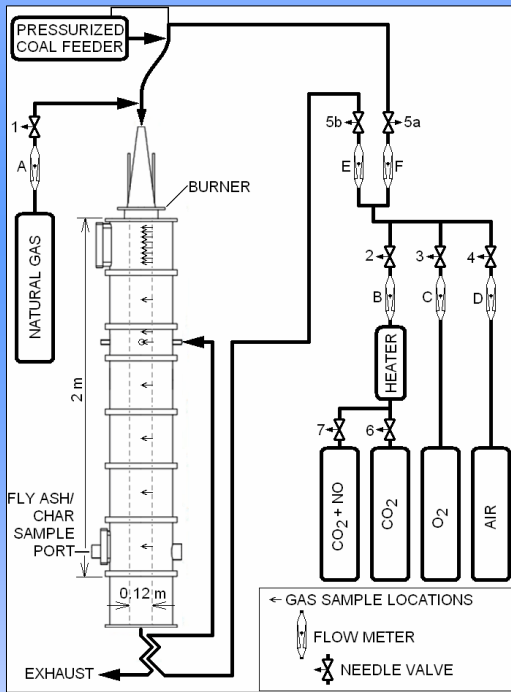 PRESSURIZED
COAL FEEDER
1
A
NATURAL GAS
BURNER
2 m
FLY ASH/
CHAR
SAMPLE
PORT
0.12 m
EXHAUST
5b
5a
E
F
2
3
4
B
C
D
HEATER
7
6
CO2 + NO
CO2
O2
AIR
← GAS SAMPLE LOCATIONS
FLOW METER
NEEDLE VALVE